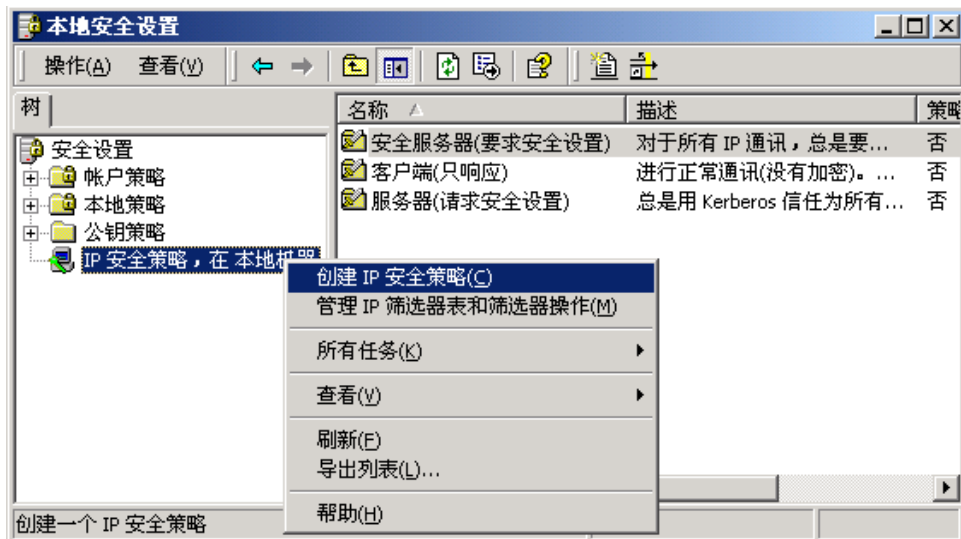 本地安全设置
操作(A) 查看(V)
树
名称 描述 策略
安全设置
帐户策略
本地策略
公钥策略
IP 安全策略，在 本地机器
安全服务器(要求安全设置) 对于所有 IP 通讯，总是要... 否
客户端(只响应) 进行正常通讯(没有加密)。... 否
服务器(请求安全设置) 总是用 Kerberos 信任为所有... 否
创建 IP 安全策略(C)
管理 IP 筛选器表和筛选器操作(M)
所有任务(K)
查看(V)
刷新(F)
导出列表(L)...
帮助(H)
创建一个 IP 安全策略